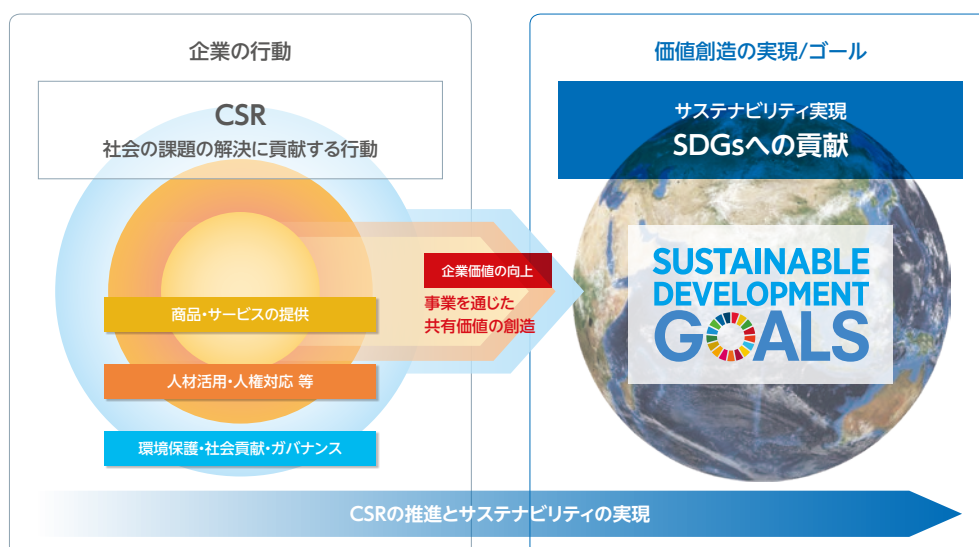 企業の行動
CSR
社会の課題の解決に貢献する行動
商品・サービスの提供
人材活用・人権対応 等
環境保護・社会貢献・ガバナンス
企業価値の向上
事業を通じた
共有価値の創造
価値創造の実現/ゴール
サステナビリティ実現
SDGsへの貢献
SUSTAINABLE
DEVELOPMENT
GOALS
CSRの推進とサステナビリティの実現